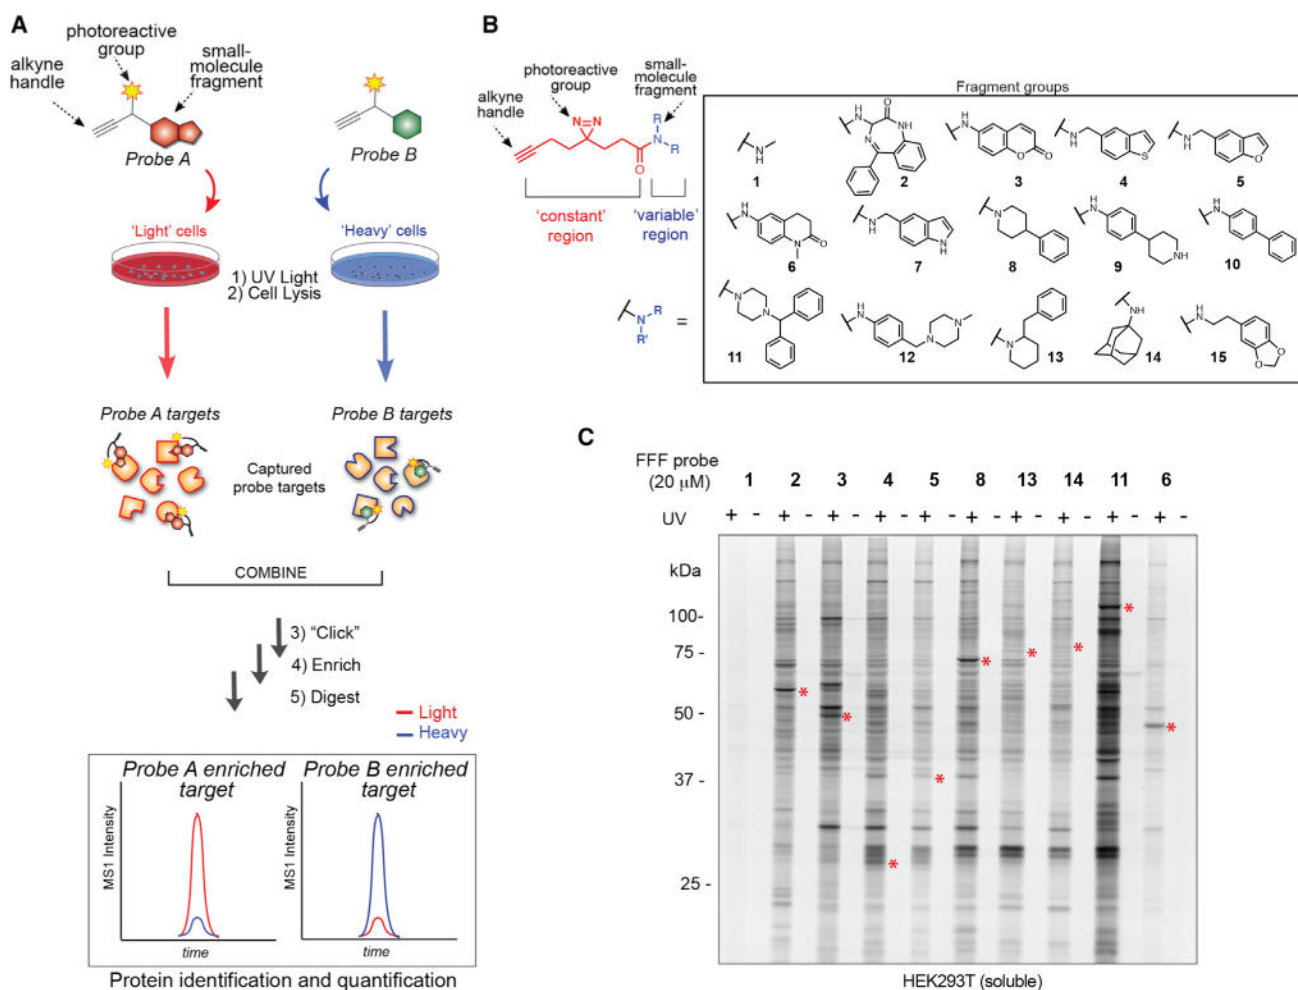 A
photoreactive
group
small-
molecule
fragment
alkyne
handle
Probe A
Probe B
'Light' cells
'Heavy' cells
1) UV Light
2) Cell Lysis
Probe A targets
Probe B targets
Captured
probe targets
COMBINE
3) "Click"
4) Enrich
5) Digest
Light
Heavy
Probe A enriched
target
Probe B enriched
target
MS1 Intensity
MS1 Intensity
time
time
Protein identification and quantification
B
small-
molecule
fragment
photoreactive
group
alkyne
handle
N=N
O
N
R
R
'constant'
region
'variable'
region
N
R
R'
=
Fragment groups
N
H
1
HN
O
NH
N
2
H
N
O
O
3
N
H
S
4
N
H
O
5
H
N
N
O
6
N
H
N
H
7
N
8
H
N
NH
9
H
N
10
N
N
11
H
N
N
N
12
N
13
NH
14
N
H
O
O
15
C
FFF probe
(20 μM)
1 2 3 4 5 8 13 14 11 6
UV
+ - + - + - + - + - + - + - + - + - + -
kDa
100-
75 -
50 -
37 -
25 -
* * * * * * * * *
HEK293T (soluble)